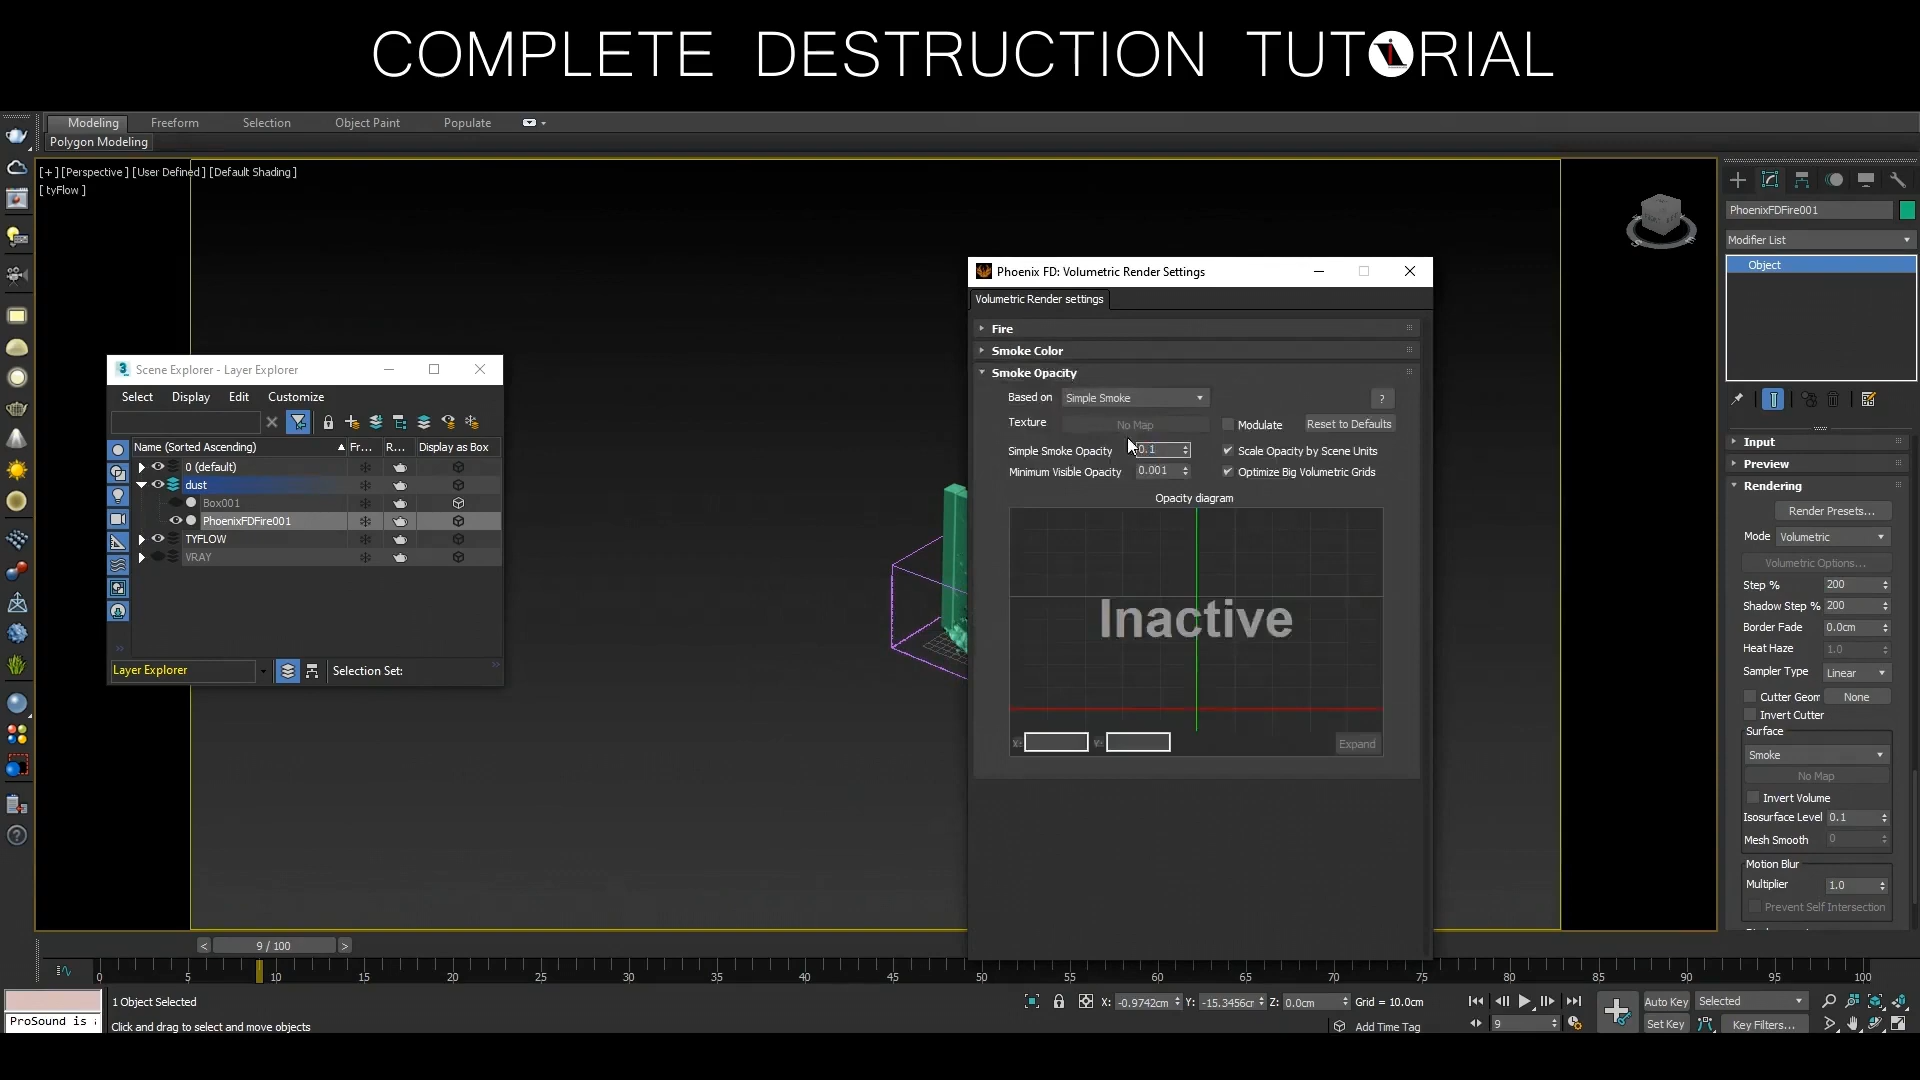 COMPLETE DESTRUCTION TUTORIAL
Modeling Freeform Selection Object Paint Populate
Polygon Modeling
[+] [Perspective ] [User Defined ] [Default Shading ]
[ tyFlow ]
PhoenixFDFire001
Modifier List
Object
Phoenix FD: Volumetric Render Settings
Volumetric Render settings
Fire
Smoke Color
Smoke Opacity
Based on Simple Smoke ?
Texture No Map Modulate Reset to Defaults
Simple Smoke Opacity 0.1 Scale Opacity by Scene Units
Minimum Visible Opacity 0.001 Optimize Big Volumetric Grids
Opacity diagram
Inactive
X: Y: Expand
3 Scene Explorer - Layer Explorer
Select Display Edit Customize
Name (Sorted Ascending) Fr... R... Display as Box
0 (default)
dust
Box001
PhoenixFDFire001
TYFLOW
VRAY
Layer Explorer Selection Set:
Input
Preview
Rendering
Render Presets...
Mode Volumetric
Volumetric Options...
Step % 200
Shadow Step % 200
Border Fade 0.0cm
Heat Haze 1.0
Sampler Type Linear
Cutter Geom None
Invert Cutter
Surface
Smoke
No Map
Invert Volume
Isosurface Level 0.1
Mesh Smooth 0
Motion Blur
Multiplier 1.0
Prevent Self Intersection
< 9 / 100 >
0 5 10 15 20 25 30 35 40 45 50 55 60 65 70 75 80 85 90 95 100
1 Object Selected X: -0.9742cm Y: -15.3456cr Z: 0.0cm Grid = 10.0cm Auto Key Selected
ProSound is Click and drag to select and move objects Add Time Tag 9 Set Key Key Filters...